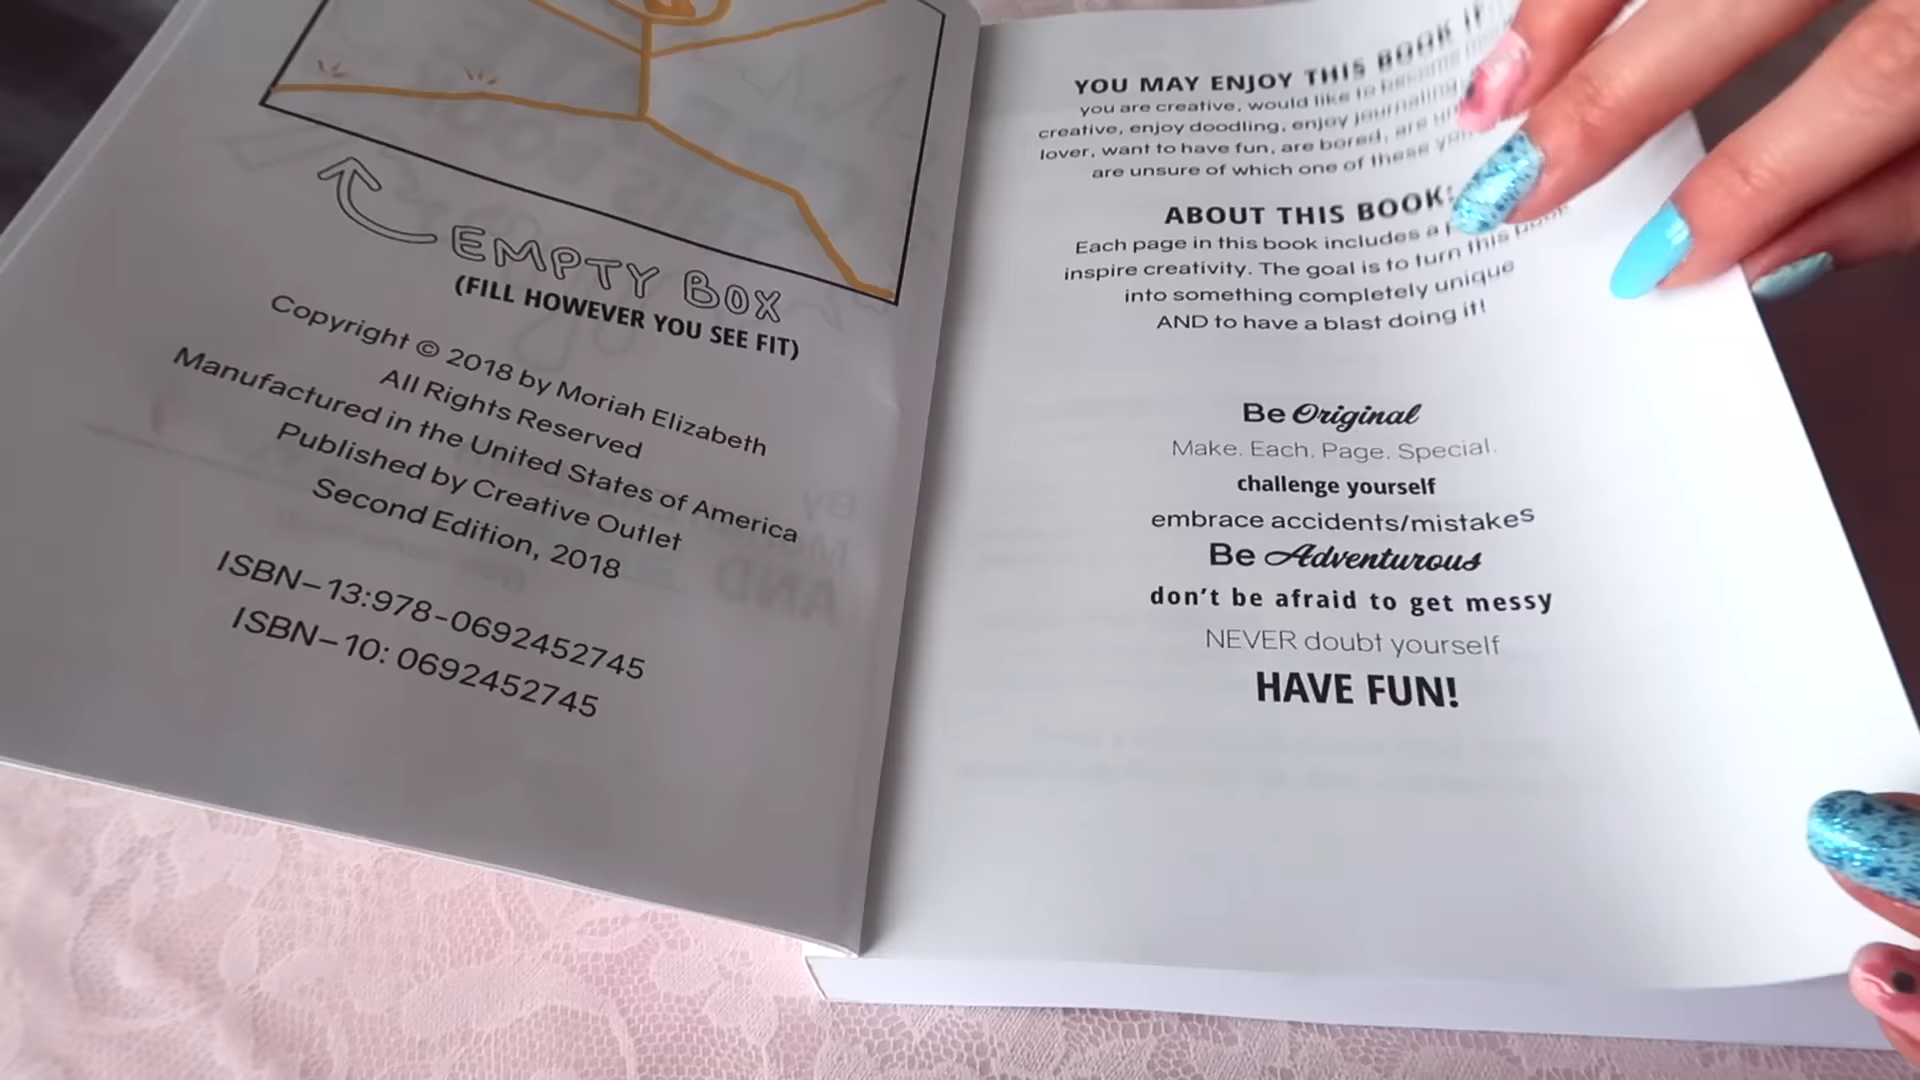 EMPTY BOX
(FILL HOWEVER YOU SEE FIT)
Copyright © 2018 by Moriah Elizabeth
All Rights Reserved
Manufactured in the United States of America
Published by Creative Outlet
Second Edition, 2018
ISBN-13:978-0692452745
ISBN-10: 0692452745
YOU MAY ENJOY THIS BOOK IF
you are creative, would like to become
creative, enjoy doodling, enjoy journaling
lover, want to have fun, are bored, are
are unsure of which one of these
ABOUT THIS BOOK:
Each page in this book includes a
inspire creativity. The goal is to turn this book
into something completely unique
AND to have a blast doing it!
Be Original
Make. Each. Page. Special.
challenge yourself
embrace accidents/mistakes
Be Adventurous
don't be afraid to get messy
NEVER doubt yourself
HAVE FUN!